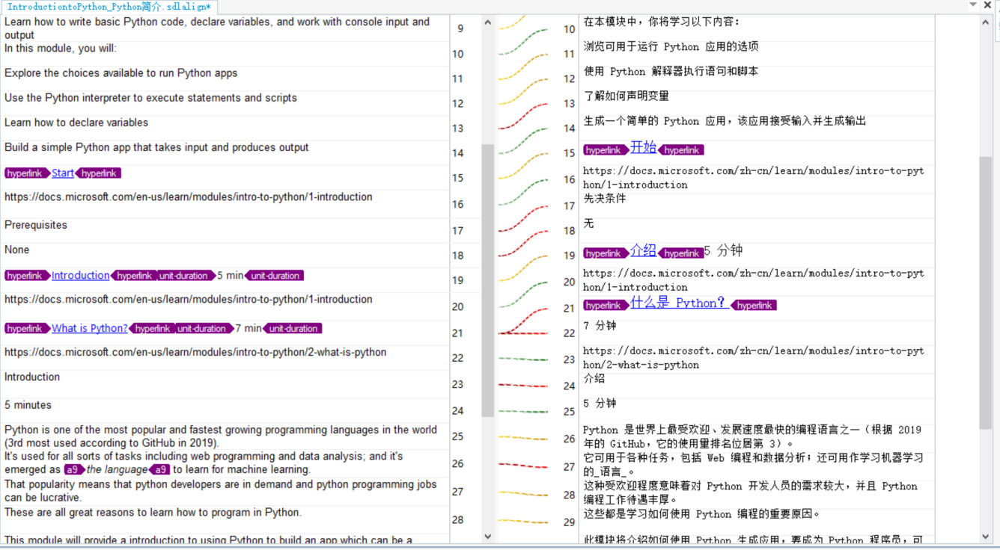 IntroductiontoPython_Python简介.sdlalign*
Learn how to write basic Python code, declare variables, and work with console input and
output
9
In this module, you will:
10
Explore the choices available to run Python apps
11
Use the Python interpreter to execute statements and scripts
12
Learn how to declare variables
13
Build a simple Python app that takes input and produces output
14
hyperlink Start hyperlink
15
https://docs.microsoft.com/en-us/learn/modules/intro-to-python/1-introduction
16
Prerequisites
17
None
18
hyperlink Introduction hyperlink unit-duration 5 min unit-duration
19
https://docs.microsoft.com/en-us/learn/modules/intro-to-python/1-introduction
20
hyperlink What is Python? hyperlink unit-duration 7 min unit-duration
21
https://docs.microsoft.com/en-us/learn/modules/intro-to-python/2-what-is-python
22
Introduction
23
5 minutes
24
Python is one of the most popular and fastest growing programming languages in the world
(3rd most used according to GitHub in 2019).
25
It's used for all sorts of tasks including web programming and data analysis; and it's
emerged as a9 the language a9 to learn for machine learning.
26
That popularity means that python developers are in demand and python programming jobs
can be lucrative.
27
These are all great reasons to learn how to program in Python.
28
This module will provide a introduction to using Python to build an app which can be a
10
在本模块中，你将学习以下内容：
11
浏览可用于运行 Python 应用的选项
12
使用 Python 解释器执行语句和脚本
13
了解如何声明变量
14
生成一个简单的 Python 应用，该应用接受输入并生成输出
15
hyperlink 开始 hyperlink
16
https://docs.microsoft.com/zh-cn/learn/modules/intro-to-pyt
hon/1-introduction
17
先决条件
18
无
19
hyperlink 介绍 hyperlink 5 分钟
20
https://docs.microsoft.com/zh-cn/learn/modules/intro-to-pyt
hon/1-introduction
21
hyperlink 什么是 Python？ hyperlink
22
7 分钟
23
https://docs.microsoft.com/zh-cn/learn/modules/intro-to-pyt
hon/2-what-is-python
24
介绍
25
5 分钟
26
Python 是世界上最受欢迎、发展速度最快的编程语言之一（根据 2019
年的 GitHub，它的使用量排名位居第 3）。
27
它可用于各种任务，包括 Web 编程和数据分析；还可用作学习机器学习
的_语言_。
28
这种受欢迎程度意味着对 Python 开发人员的需求较大，并且 Python
编程工作待遇丰厚。
29
这些都是学习如何使用 Python 编程的重要原因。
此模块将介绍如何使用 Python 生成应用，要成为 Python 程序员，可